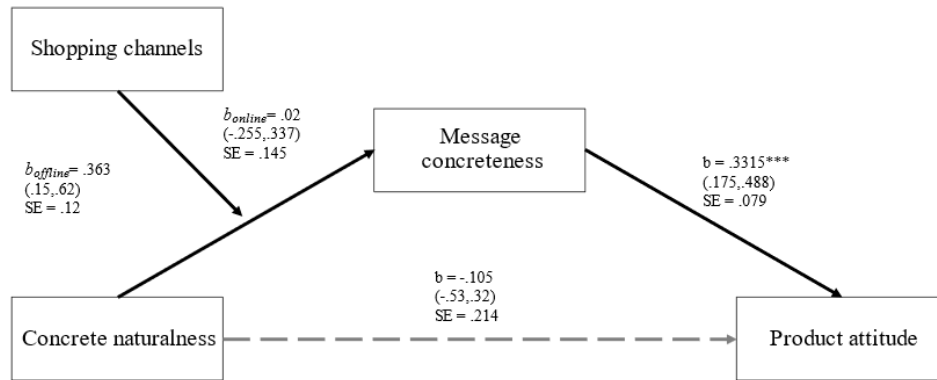 Shopping channels
b_online= .02
(-.255,.337)
SE = .145
b_offline= .363
(.15,.62)
SE = .12
Message
concreteness
b = .3315***
(.175,.488)
SE = .079
b = -.105
(-.53,.32)
SE = .214
Concrete naturalness
Product attitude